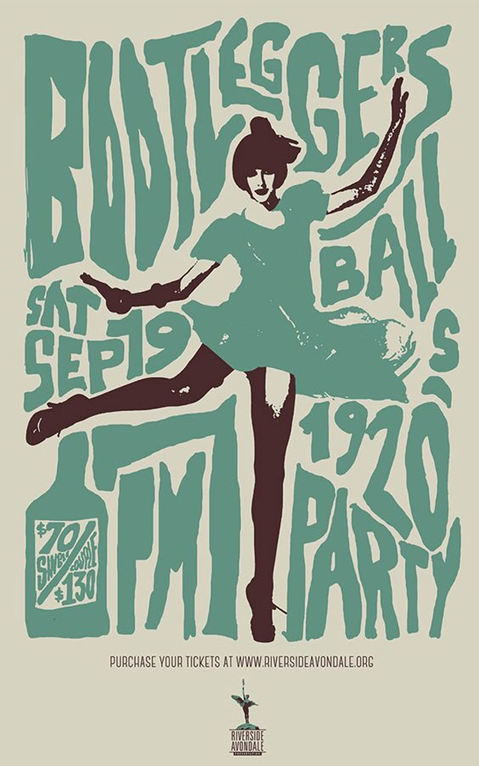 BOOTLEGGERS
BALL
SAT
SEP 19
7PM
1920'S
PARTY
$70/
SINGLE
COUPLE
$130
PURCHASE YOUR TICKETS AT WWW.RIVERSIDEAVONDALE.ORG
RIVERSIDE
AVONDALE